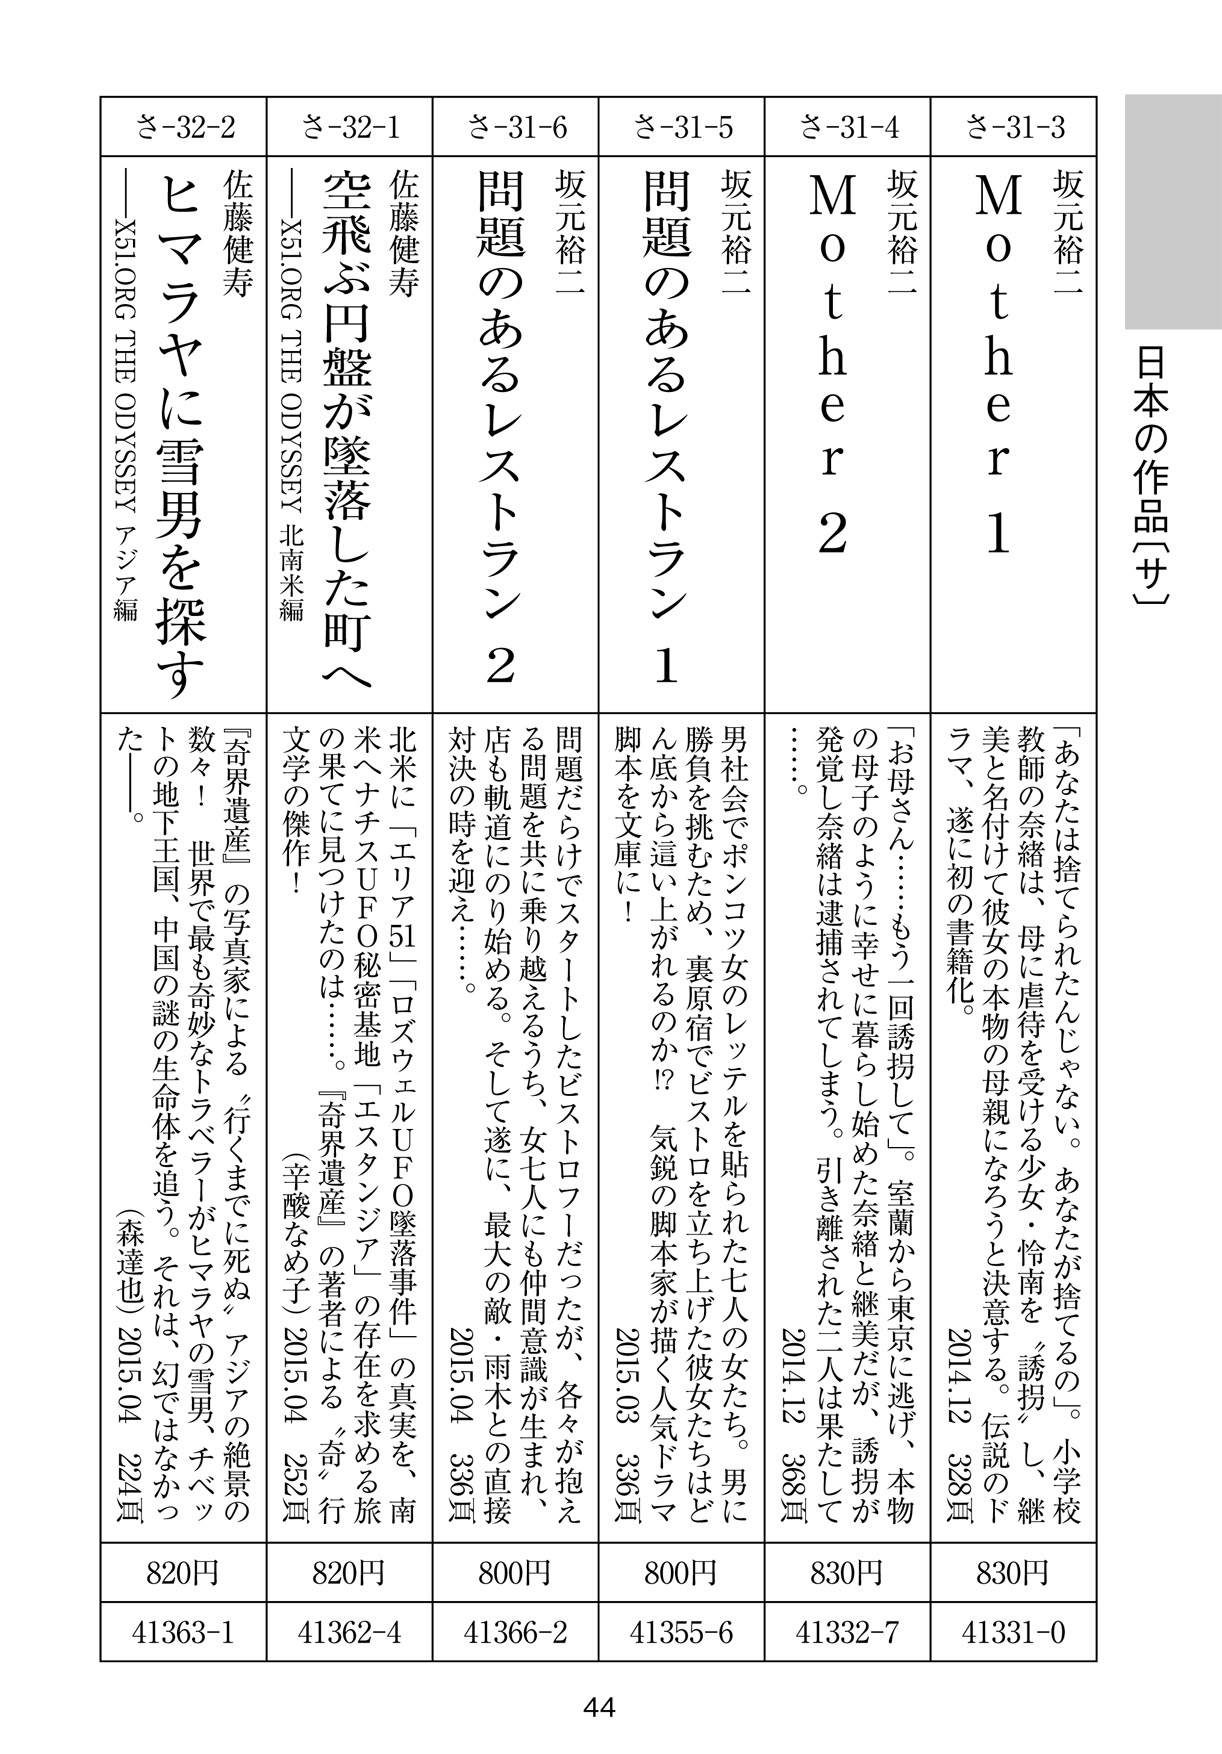 日本の作品〔サ〕
さ-31-3
坂元裕二
Mother 1
「あなたは捨てられたんじゃない。あなたが捨てるの」。小学校
教師の奈緒は、母に虐待を受ける少女・怜南を〝誘拐〟し、継
美と名付けて彼女の本物の母親になろうと決意する。伝説のド
ラマ、遂に初の書籍化。
2014.12 328頁
830円
41331-0
さ-31-4
坂元裕二
Mother 2
「お母さん……もう一回誘拐して」。室蘭から東京に逃げ、本物
の母子のように幸せに暮らし始めた奈緒と継美だが、誘拐が
発覚し奈緒は逮捕されてしまう。引き離された二人は果たして
……。
2014.12 368頁
830円
41332-7
さ-31-5
坂元裕二
問題のあるレストラン 1
男社会でポンコツ女のレッテルを貼られた七人の女たち。男に
勝負を挑むため、裏原宿でビストロを立ち上げた彼女たちはど
ん底から這い上がれるのか!? 気鋭の脚本家が描く人気ドラマ
脚本を文庫に！
2015.03 336頁
800円
41355-6
さ-31-6
坂元裕二
問題のあるレストラン 2
問題だらけでスタートしたビストロフーだったが、各々が抱え
る問題を共に乗り越えるうち、女七人にも仲間意識が生まれ、
店も軌道にのり始める。そして遂に、最大の敵・雨木との直接
対決の時を迎え……。
2015.04 336頁
800円
41366-2
さ-32-1
佐藤健寿
空飛ぶ円盤が墜落した町へ
――X51.ORG THE ODYSSEY 北南米編
北米に「エリア51」「ロズウェルUFO墜落事件」の真実を、南
米へナチスUFO秘密基地「エスタンジア」の存在を求める旅
の果てに見つけたのは……。『奇界遺産』の著者による〝奇〟行
文学の傑作！
（辛酸なめ子）2015.04 252頁
820円
41362-4
さ-32-2
佐藤健寿
ヒマラヤに雪男を探す
――X51.ORG THE ODYSSEY アジア編
『奇界遺産』の写真家による〝行くまでに死ぬ〟アジアの絶景の
数々！ 世界で最も奇妙なトラベラーがヒマラヤの雪男、チベッ
トの地下王国、中国の謎の生命体を追う。それは、幻ではなかっ
た――。
（森達也）2015.04 224頁
820円
41363-1
44